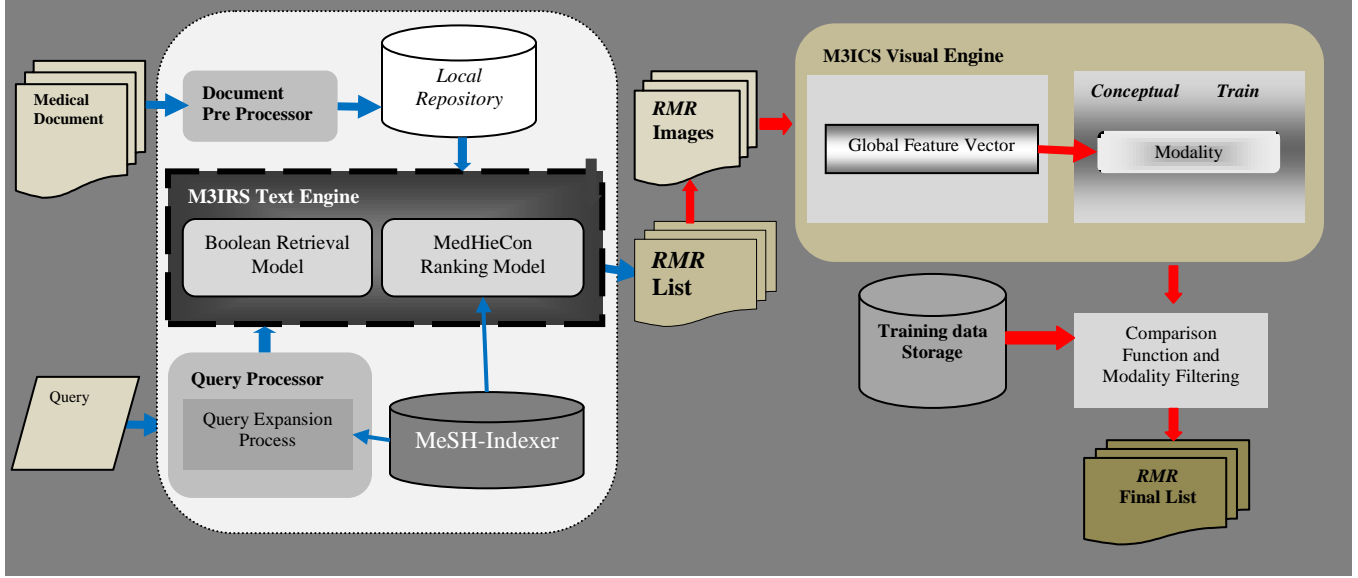 Medical
Document
Document
Pre Processor
Local
Repository
M3IRS Text Engine
Boolean Retrieval
Model
MedHieCon
Ranking Model
Query
Query Processor
Query Expansion
Process
MeSH-Indexer
RMR
Images
RMR
List
M3ICS Visual Engine
Global Feature Vector
Conceptual Train
Modality
Training data
Storage
Comparison
Function and
Modality Filtering
RMR
Final List